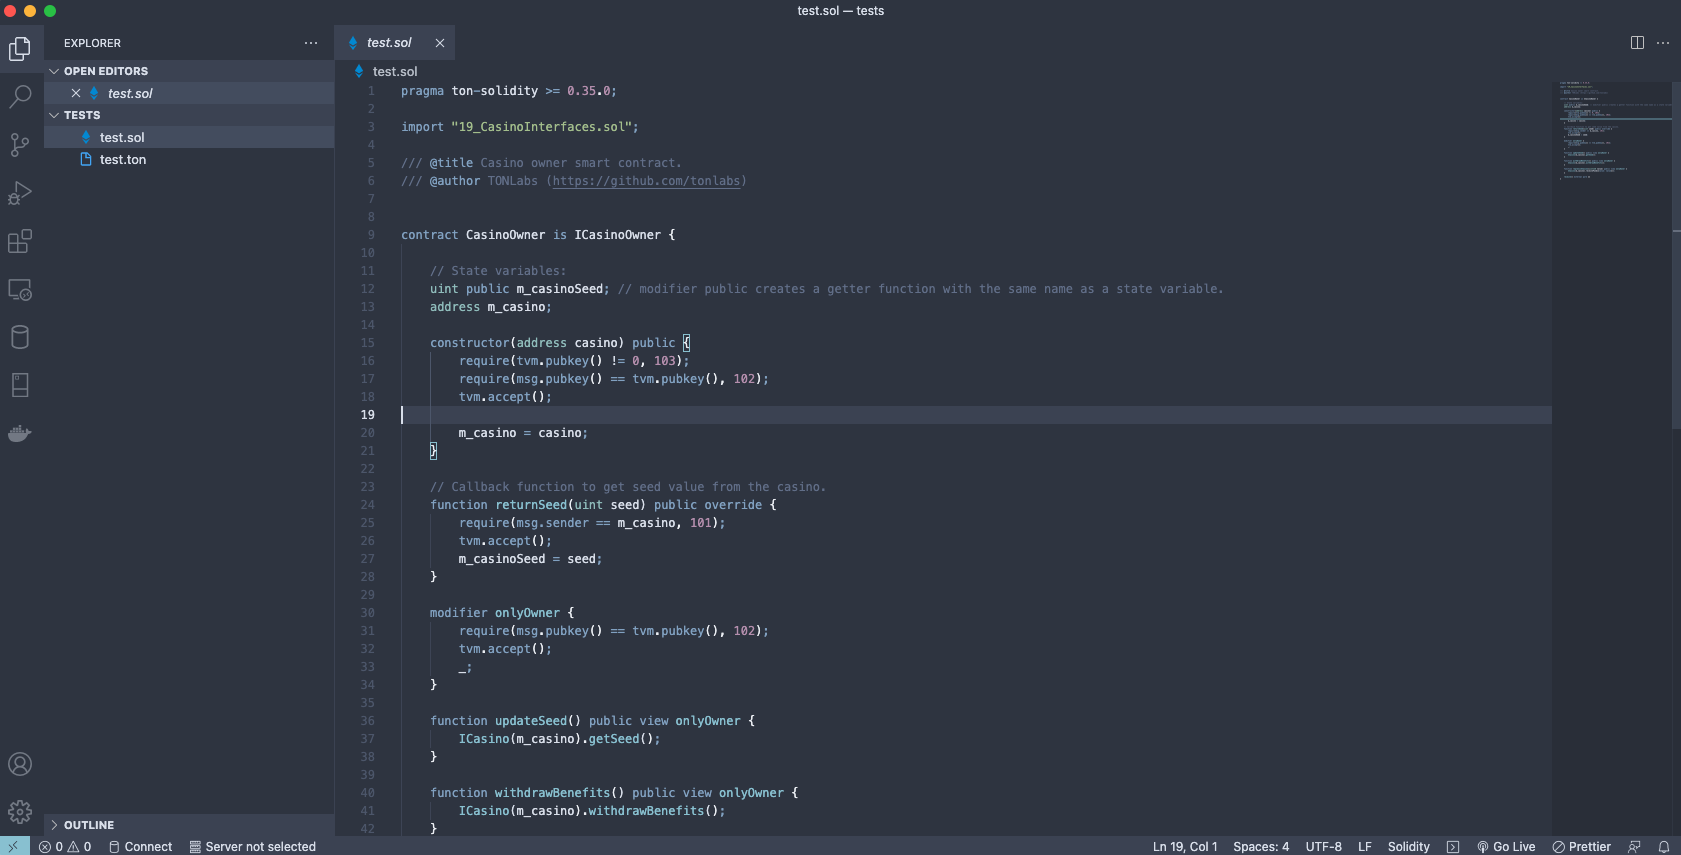 test.sol — tests
EXPLORER
OPEN EDITORS
test.sol
TESTS
test.sol
test.ton
OUTLINE
test.sol
test.sol
1 pragma ton-solidity >= 0.35.0;
2
3 import "19_CasinoInterfaces.sol";
4
5 /// @title Casino owner smart contract.
6 /// @author TONLabs (https://github.com/tonlabs)
7
8
9 contract CasinoOwner is ICasinoOwner {
10
11 // State variables:
12 uint public m_casinoSeed; // modifier public creates a getter function with the same name as a state variable.
13 address m_casino;
14
15 constructor(address casino) public {
16 require(tvm.pubkey() != 0, 103);
17 require(msg.pubkey() == tvm.pubkey(), 102);
18 tvm.accept();
19
20 m_casino = casino;
21 }
22
23 // Callback function to get seed value from the casino.
24 function returnSeed(uint seed) public override {
25 require(msg.sender == m_casino, 101);
26 tvm.accept();
27 m_casinoSeed = seed;
28 }
29
30 modifier onlyOwner {
31 require(msg.pubkey() == tvm.pubkey(), 102);
32 tvm.accept();
33 _;
34 }
35
36 function updateSeed() public view onlyOwner {
37 ICasino(m_casino).getSeed();
38 }
39
40 function withdrawBenefits() public view onlyOwner {
41 ICasino(m_casino).withdrawBenefits();
42 }
0 0 Connect Server not selected Ln 19, Col 1 Spaces: 4 UTF-8 LF Solidity Go Live Prettier